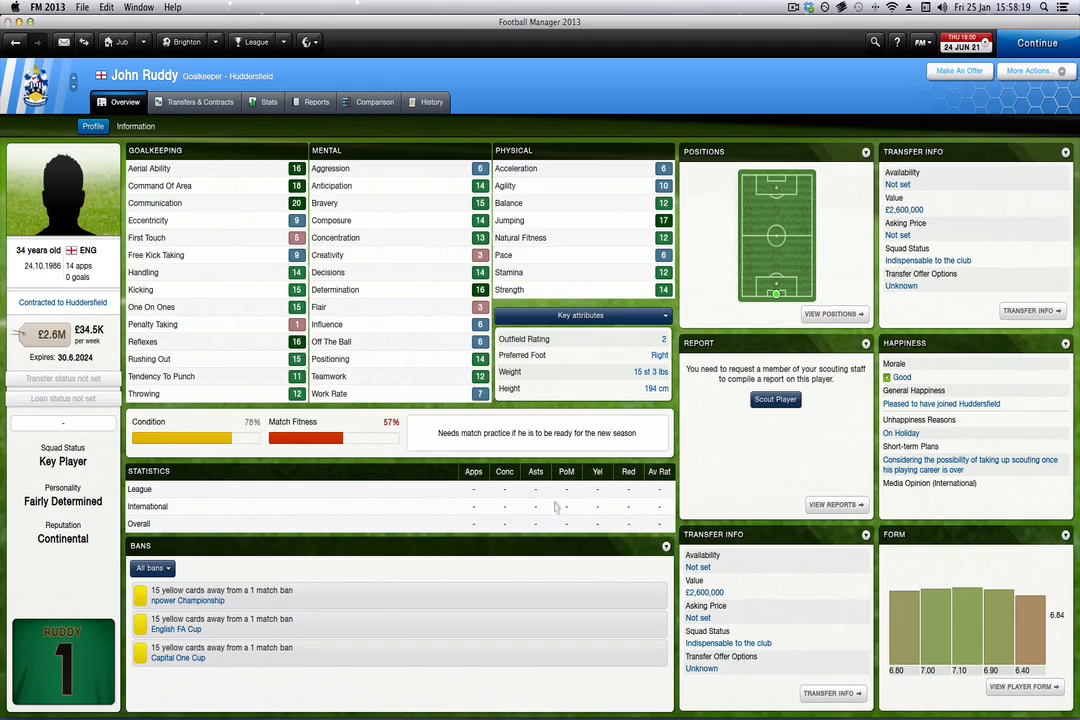 FM 2013 File Edit Window Help
Fri 25 Jan 15:58:19
Football Manager 2013
Job Brighton League
? FM THU 18:00 24 JUN 21 Continue
John Ruddy Goalkeeper - Huddersfield
Make An Offer More Actions...
Overview Transfers & Contracts Stats Reports Comparison History
Profile Information
34 years old ENG
24.10.1986 14 apps
0 goals
Contracted to Huddersfield
£2.6M £34.5K
per week
Expires: 30.6.2024
Transfer status not set
Loan status not set
-
Squad Status
Key Player
Personality
Fairly Determined
Reputation
Continental
RUDDY
1
GOALKEEPING
Aerial Ability 16
Command Of Area 18
Communication 20
Eccentricity 9
First Touch 5
Free Kick Taking 9
Handling 14
Kicking 15
One On Ones 15
Penalty Taking 1
Reflexes 16
Rushing Out 15
Tendency To Punch 11
Throwing 12
MENTAL
Aggression 6
Anticipation 14
Bravery 15
Composure 14
Concentration 13
Creativity 3
Decisions 14
Determination 16
Flair 3
Influence 6
Off The Ball 6
Positioning 14
Teamwork 12
Work Rate 7
PHYSICAL
Acceleration 6
Agility 10
Balance 12
Jumping 17
Natural Fitness 12
Pace 6
Stamina 12
Strength 14
Key attributes
Outfield Rating 2
Preferred Foot Right
Weight 15 st 3 lbs
Height 194 cm
Condition 78% Match Fitness 57%
Needs match practice if he is to be ready for the new season
STATISTICS Apps Conc Asts PoM Yel Red Av Rat
League - - - - - - -
International - - - - - - -
Overall - - - - - - -
BANS
All bans
15 yellow cards away from a 1 match ban
npower Championship
15 yellow cards away from a 1 match ban
English FA Cup
15 yellow cards away from a 1 match ban
Capital One Cup
POSITIONS
VIEW POSITIONS
REPORT
You need to request a member of your scouting staff
to compile a report on this player.
Scout Player
VIEW REPORTS
TRANSFER INFO
Availability
Not set
Value
£2,600,000
Asking Price
Not set
Squad Status
Indispensable to the club
Transfer Offer Options
Unknown
TRANSFER INFO
TRANSFER INFO
Availability
Not set
Value
£2,600,000
Asking Price
Not set
Squad Status
Indispensable to the club
Transfer Offer Options
Unknown
TRANSFER INFO
HAPPINESS
Morale
Good
General Happiness
Pleased to have joined Huddersfield
Unhappiness Reasons
On Holiday
Short-term Plans
Considering the possibility of taking up scouting once
his playing career is over
Media Opinion (International)
FORM
6.84
6.80 7.00 7.10 6.90 6.40
VIEW PLAYER FORM